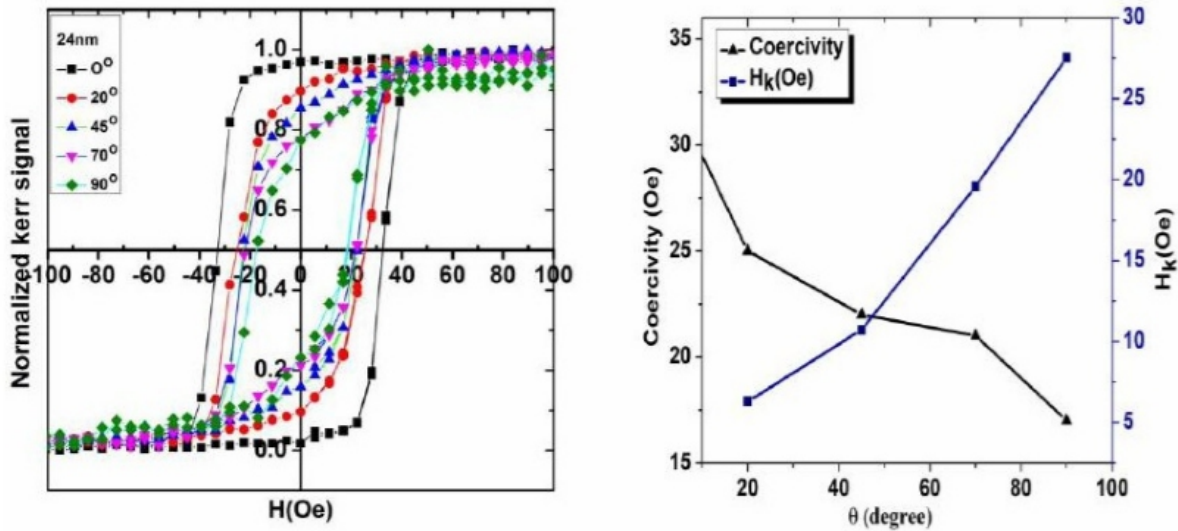 24nm
0°
20°
45°
70°
90°
1.0
0.8
0.6
0.4
0.2
0.0
-100 -80 -60 -40 -20 0 20 40 60 80 100
Normalized kerr signal
H(Oe)
Coercivity
Hk(Oe)
35
30
25
20
15
Coercivity (Oe)
30
25
20
15
10
5
Hk(Oe)
20 40 60 80 100
θ (degree)